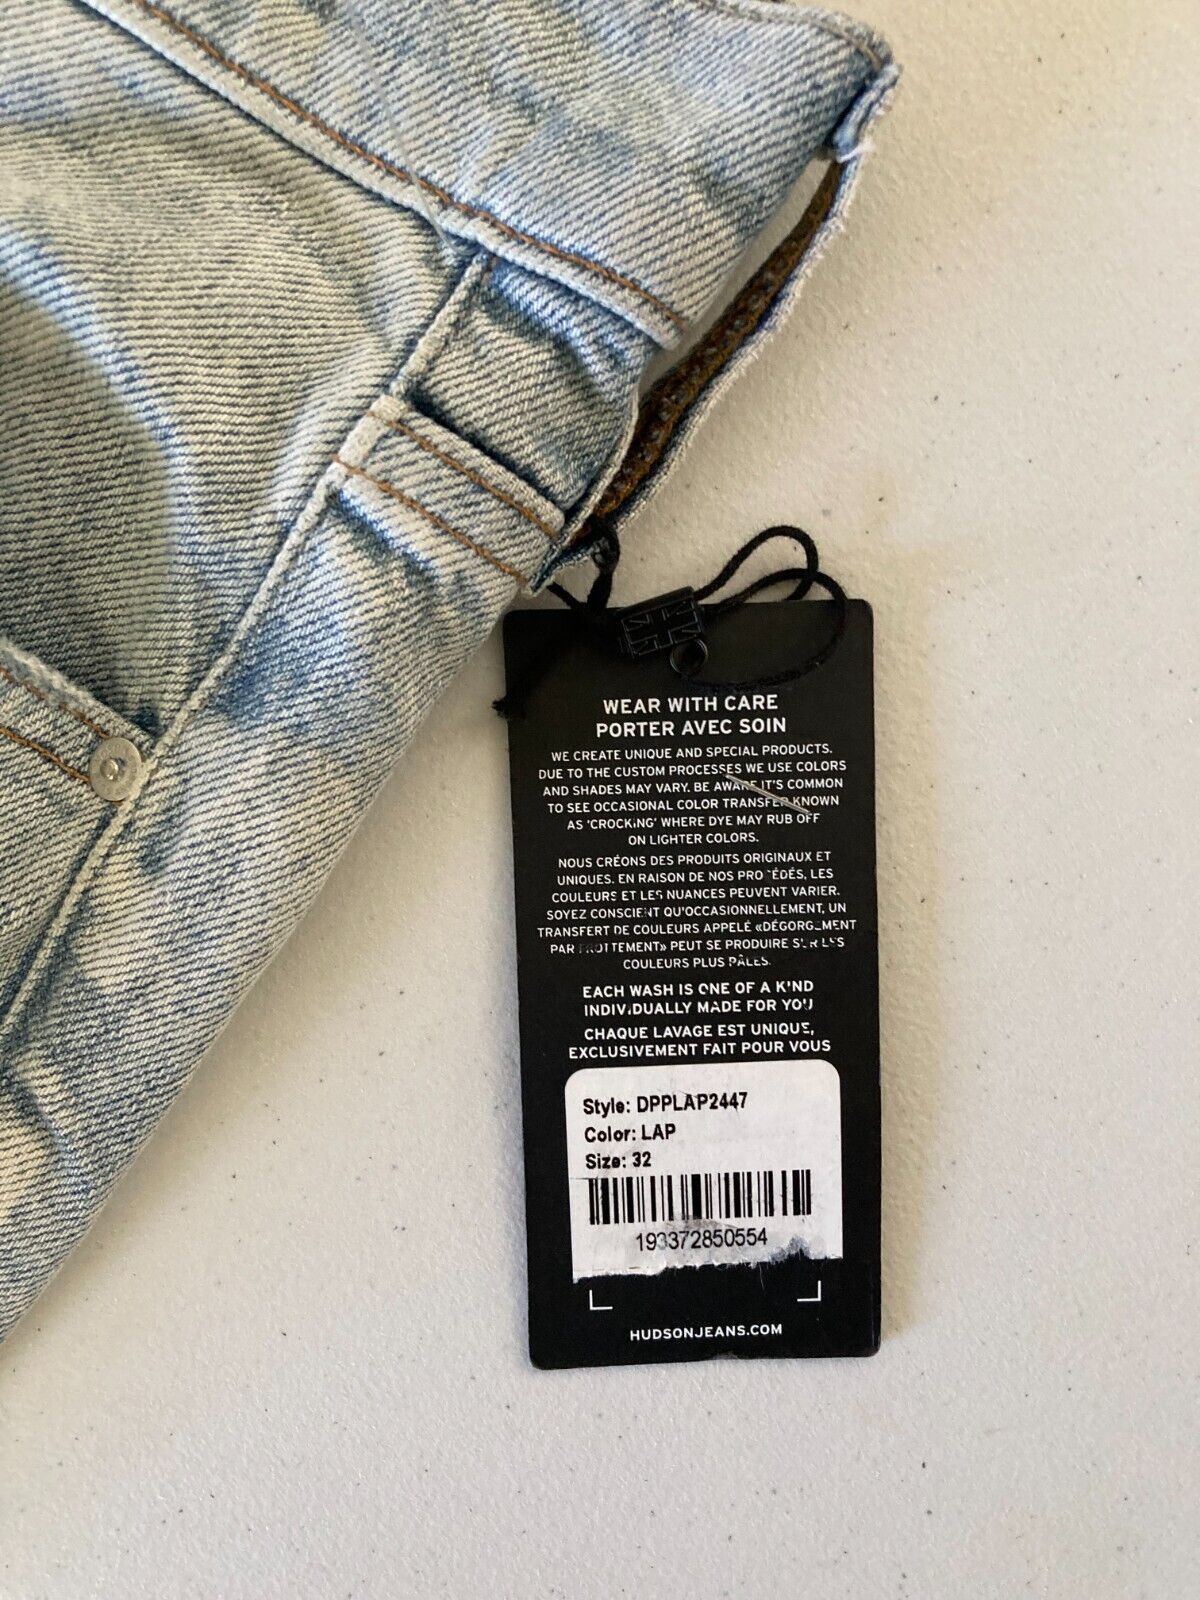 WEAR WITH CARE
PORTER AVEC SOIN
WE CREATE UNIQUE AND SPECIAL PRODUCTS.
DUE TO THE CUSTOM PROCESSES WE USE COLORS
AND SHADES MAY VARY. BE AWARE IT'S COMMON
TO SEE OCCASIONAL COLOR TRANSFER KNOWN
AS 'CROCKING' WHERE DYE MAY RUB OFF
ON LIGHTER COLORS.
NOUS CRÉONS DES PRODUITS ORIGINAUX ET
UNIQUES. EN RAISON DE NOS PROCÉDÉS, LES
COULEURS ET LES NUANCES PEUVENT VARIER.
SOYEZ CONSCIENT QU'OCCASIONNELLEMENT, UN
TRANSFERT DE COULEURS APPELÉ «DÉGORGEMENT
PAR FROTTEMENT» PEUT SE PRODUIRE SUR LES
COULEURS PLUS PÂLES.
EACH WASH IS ONE OF A KIND
INDIVIDUALLY MADE FOR YOU
CHAQUE LAVAGE EST UNIQUE,
EXCLUSIVEMENT FAIT POUR VOUS
Style: DPPLAP2447
Color: LAP
Size: 32
193372850554
HUDSONJEANS.COM